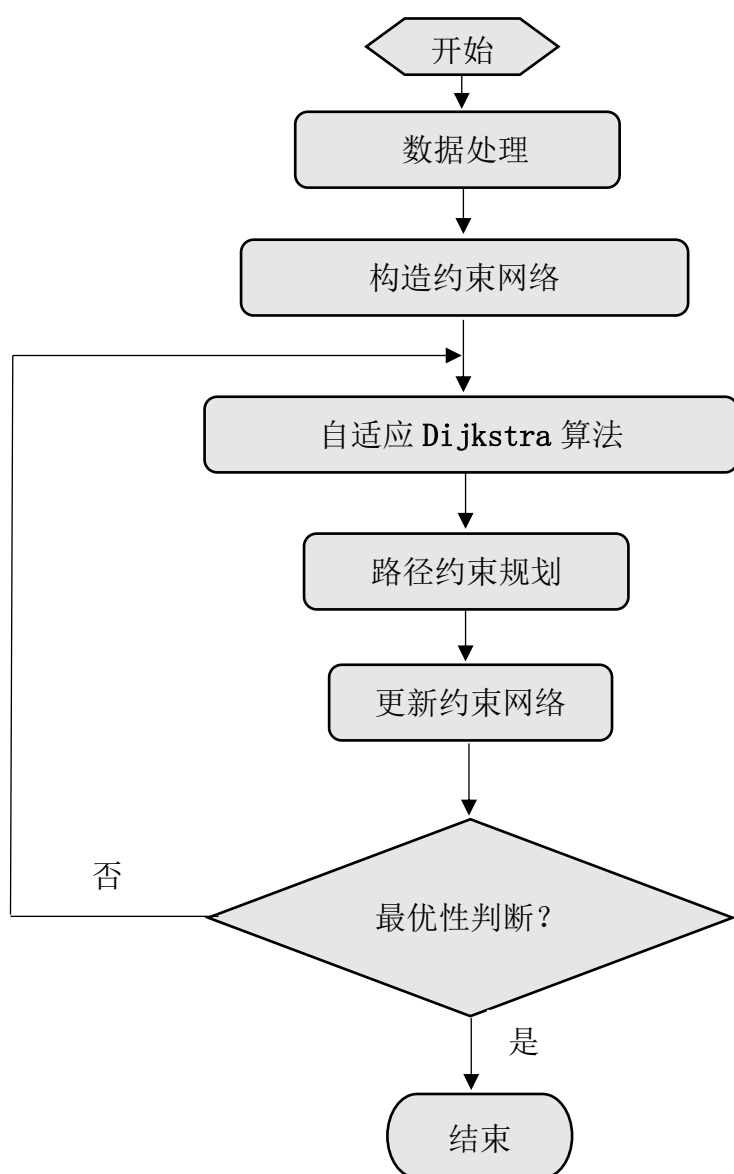 开始
数据处理
构造约束网络
自适应 Dijkstra 算法
路径约束规划
更新约束网络
否
最优性判断？
是
结束